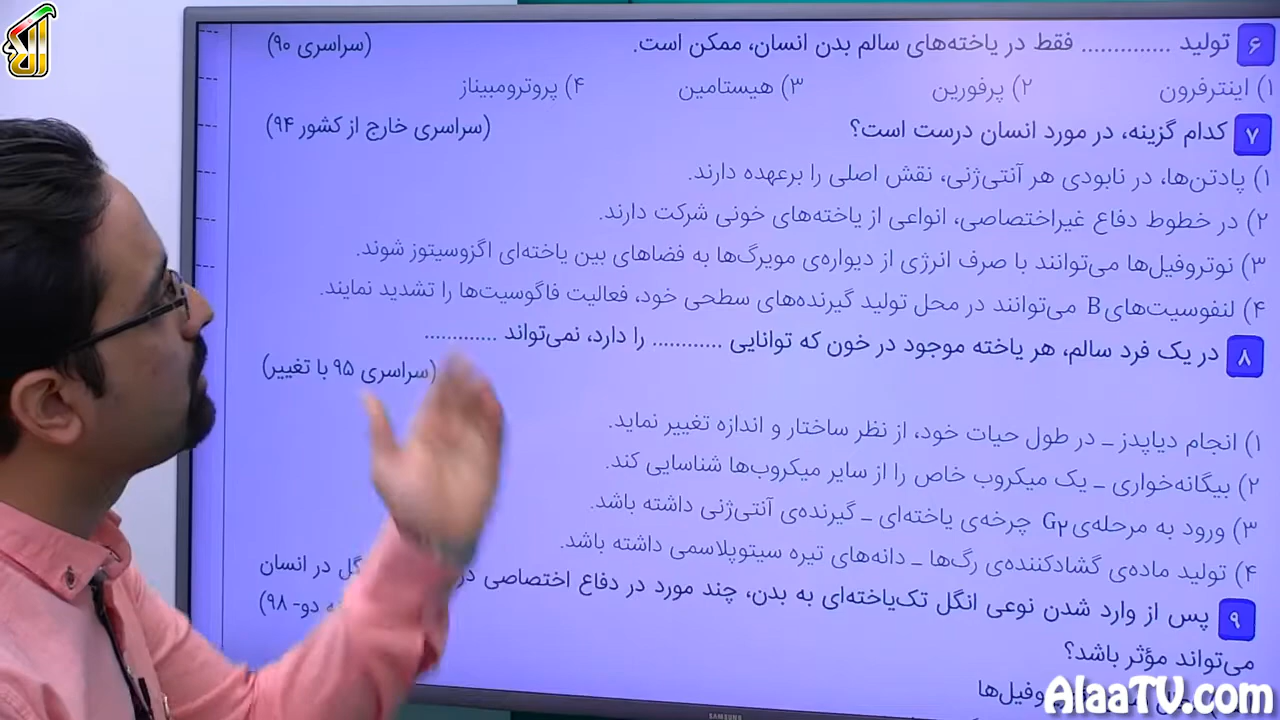 ۶ تولید .............. فقط در یاخته‌های سالم بدن انسان، ممکن است. (سراسری ۹۰)
۱) اینترفرون ۲) پرفورین ۳) هیستامین ۴) پروترومبیناز
۷ کدام گزینه، در مورد انسان درست است؟ (سراسری خارج از کشور ۹۴)
۱) پادتن‌ها، در نابودی هر آنتی‌ژنی، نقش اصلی را برعهده دارند.
۲) در خطوط دفاع غیراختصاصی، انواعی از یاخته‌های خونی شرکت دارند.
۳) نوتروفیل‌ها می‌توانند با صرف انرژی از دیواره‌ی مویرگ‌ها به فضاهای بین یاخته‌ای اگزوسیتوز شوند.
۴) لنفوسیت‌های B می‌توانند در محل تولید گیرنده‌های سطحی خود، فعالیت فاگوسیت‌ها را تشدید نمایند.
۸ در یک فرد سالم، هر یاخته موجود در خون که توانایی ............ را دارد، نمی‌تواند ............
(سراسری ۹۵ با تغییر)
۱) انجام دیاپدز ـ در طول حیات خود، از نظر ساختار و اندازه تغییر نماید.
۲) بیگانه‌خواری ـ یک میکروب خاص را از سایر میکروب‌ها شناسایی کند.
۳) ورود به مرحله‌ی G۲ چرخه‌ی یاخته‌ای ـ گیرنده‌ی آنتی‌ژنی داشته باشد.
۴) تولید ماده‌ی گشادکننده‌ی رگ‌ها ـ دانه‌های تیره سیتوپلاسمی داشته باشد.
۹ پس از وارد شدن نوعی انگل تک‌یاخته‌ای به بدن، چند مورد در دفاع اختصاصی در گل در انسان
می‌تواند مؤثر باشد؟ دو- ۹۸)
AlaaTV.com
SAMSUNG